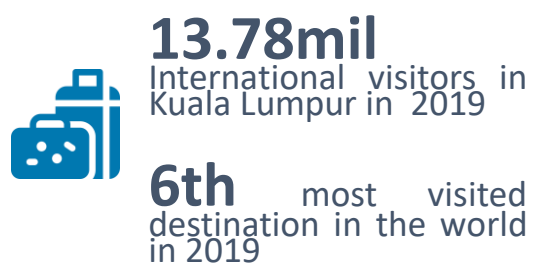 13.78mil
International visitors in
Kuala Lumpur in 2019
6th most visited
destination in the world
in 2019